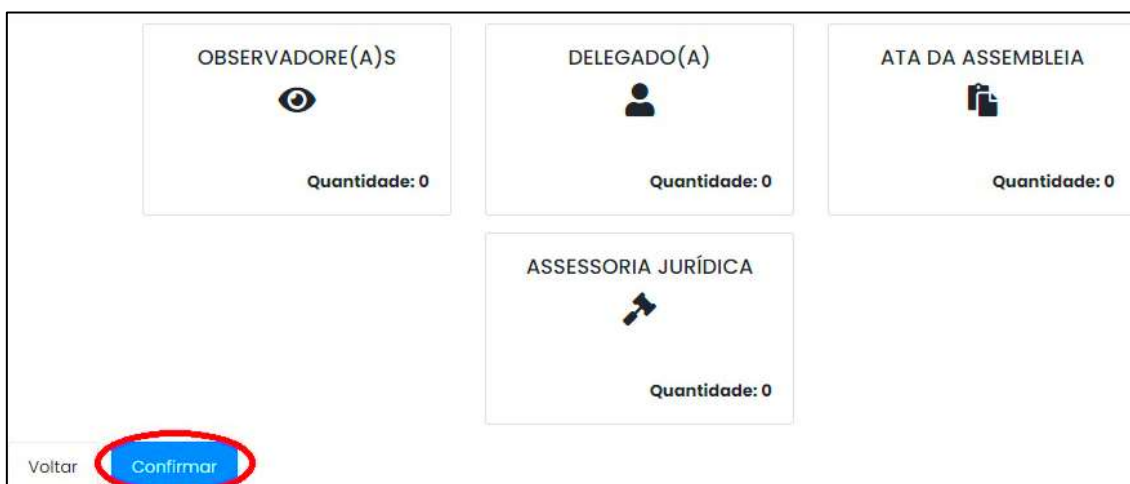 OBSERVADORE(A)S
DELEGADO(A)
ATA DA ASSEMBLEIA
Quantidade: 0
Quantidade: 0
Quantidade: 0
ASSESSORIA JURÍDICA
Quantidade: 0
Voltar
Confirmar